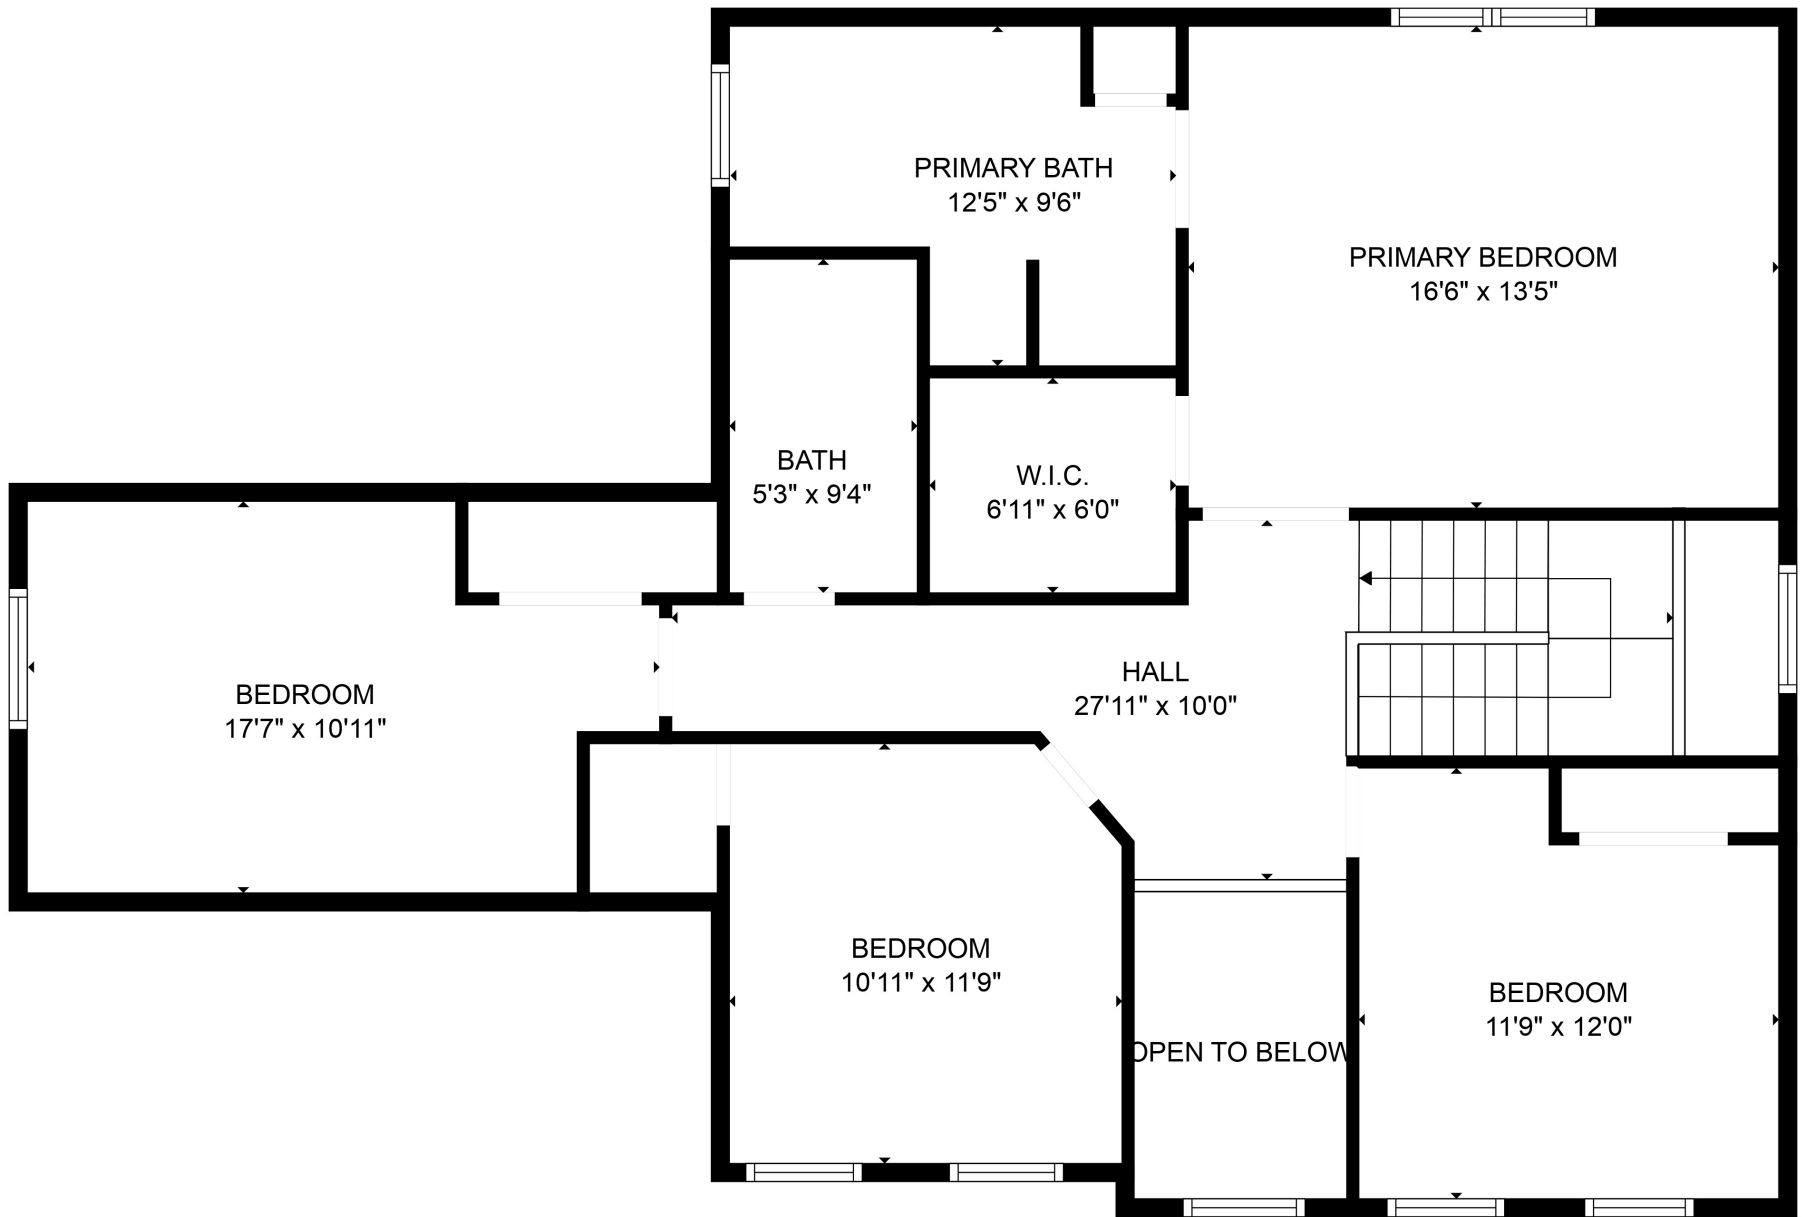 PRIMARY BATH
12'5" x 9'6"
PRIMARY BEDROOM
16'6" x 13'5"
BATH
5'3" x 9'4"
W.I.C.
6'11" x 6'0"
HALL
27'11" x 10'0"
BEDROOM
17'7" x 10'11"
BEDROOM
10'11" x 11'9"
OPEN TO BELOW
BEDROOM
11'9" x 12'0"